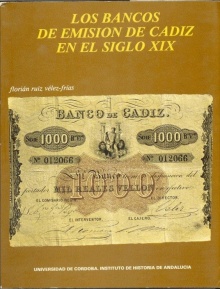 LOS BANCOS
DE EMISION DE CADIZ
EN EL SIGLO XIX
florián ruiz vélez-frías
BANCO DE CADIZ.
1000 1000
Nº 012066 Nº 012066
MIL REALES VELLON
EL INTERVENTOR EL CAJERO
UNIVERSIDAD DE CORDOBA. INSTITUTO DE HISTORIA DE ANDALUCIA